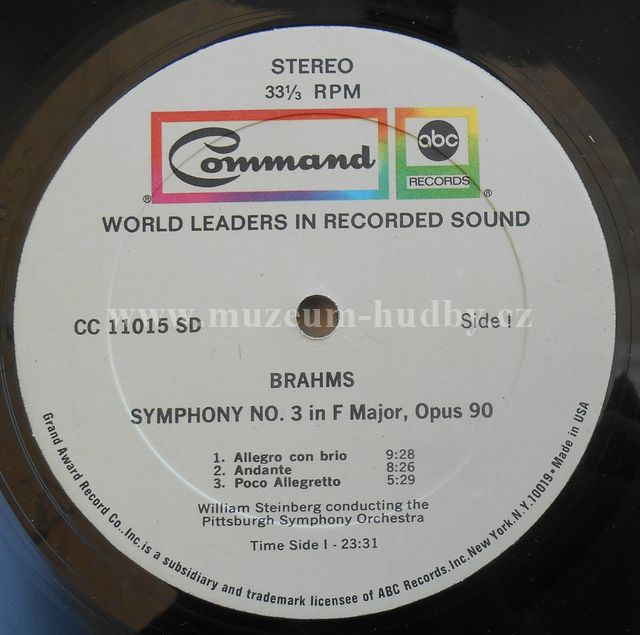 STEREO
33⅓ RPM
Command
abc
RECORDS
® ®
WORLD LEADERS IN RECORDED SOUND
www.muzeum-hudby.cz
CC 11015 SD Side I
BRAHMS
SYMPHONY NO. 3 in F Major, Opus 90
1. Allegro con brio 9:28
2. Andante 8:26
3. Poco Allegretto 5:29
William Steinberg conducting the
Pittsburgh Symphony Orchestra
Time Side I - 23:31
Grand Award Record Co., Inc. is a subsidiary and trademark licensee of ABC Records, Inc. New York. N.Y. 10019 • Made in USA